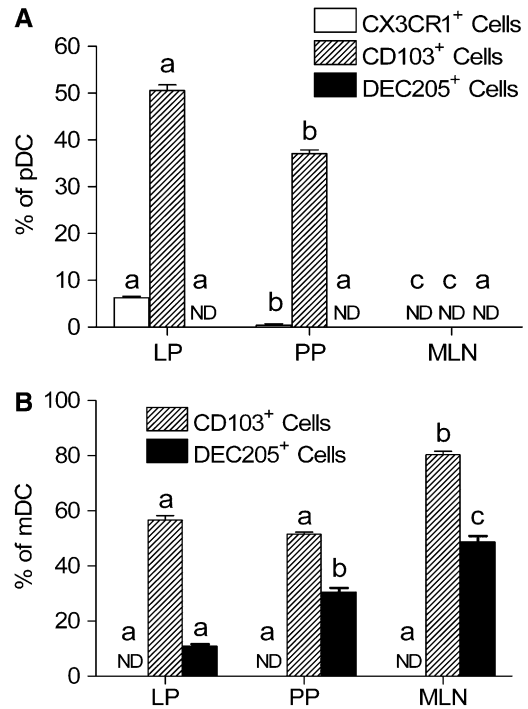 A
CX3CR1+ Cells
CD103+ Cells
DEC205+ Cells
% of pDC
60
50
40
30
20
10
0
a
a
a
ND
b
b
a
ND
c c a
ND ND ND
LP PP MLN
B
CD103+ Cells
DEC205+ Cells
% of mDC
100
80
60
40
20
0
a
ND
a
a
a
ND
a
b
a
ND
b
c
LP PP MLN